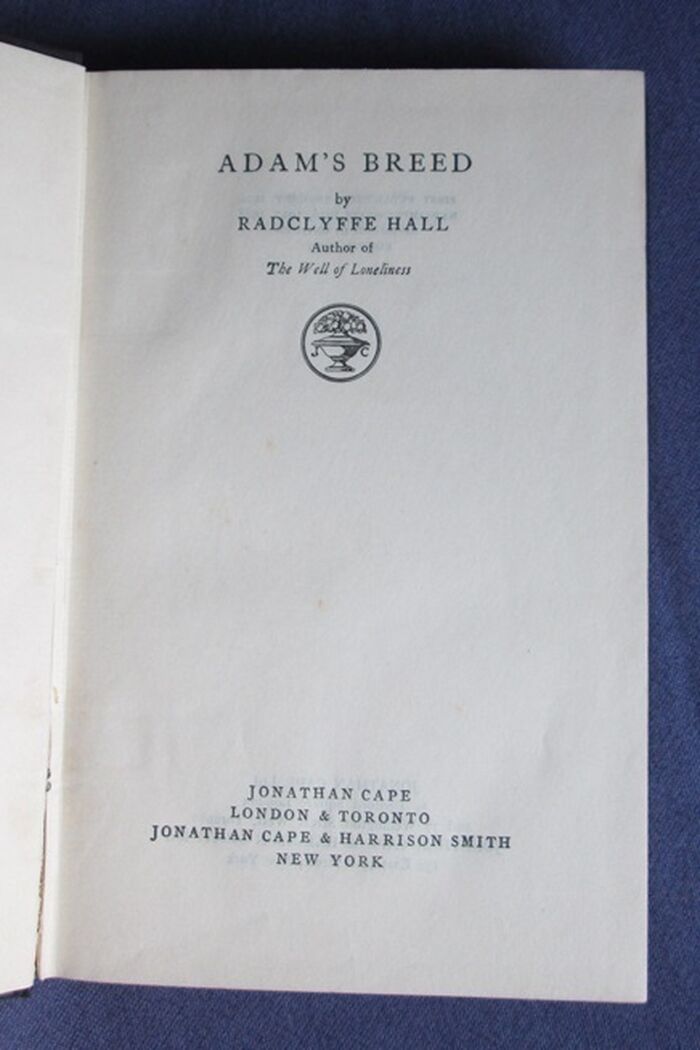 ADAM'S BREED
by
RADCLYFFE HALL
Author of
The Well of Loneliness
J C
JONATHAN CAPE
LONDON & TORONTO
JONATHAN CAPE & HARRISON SMITH
NEW YORK